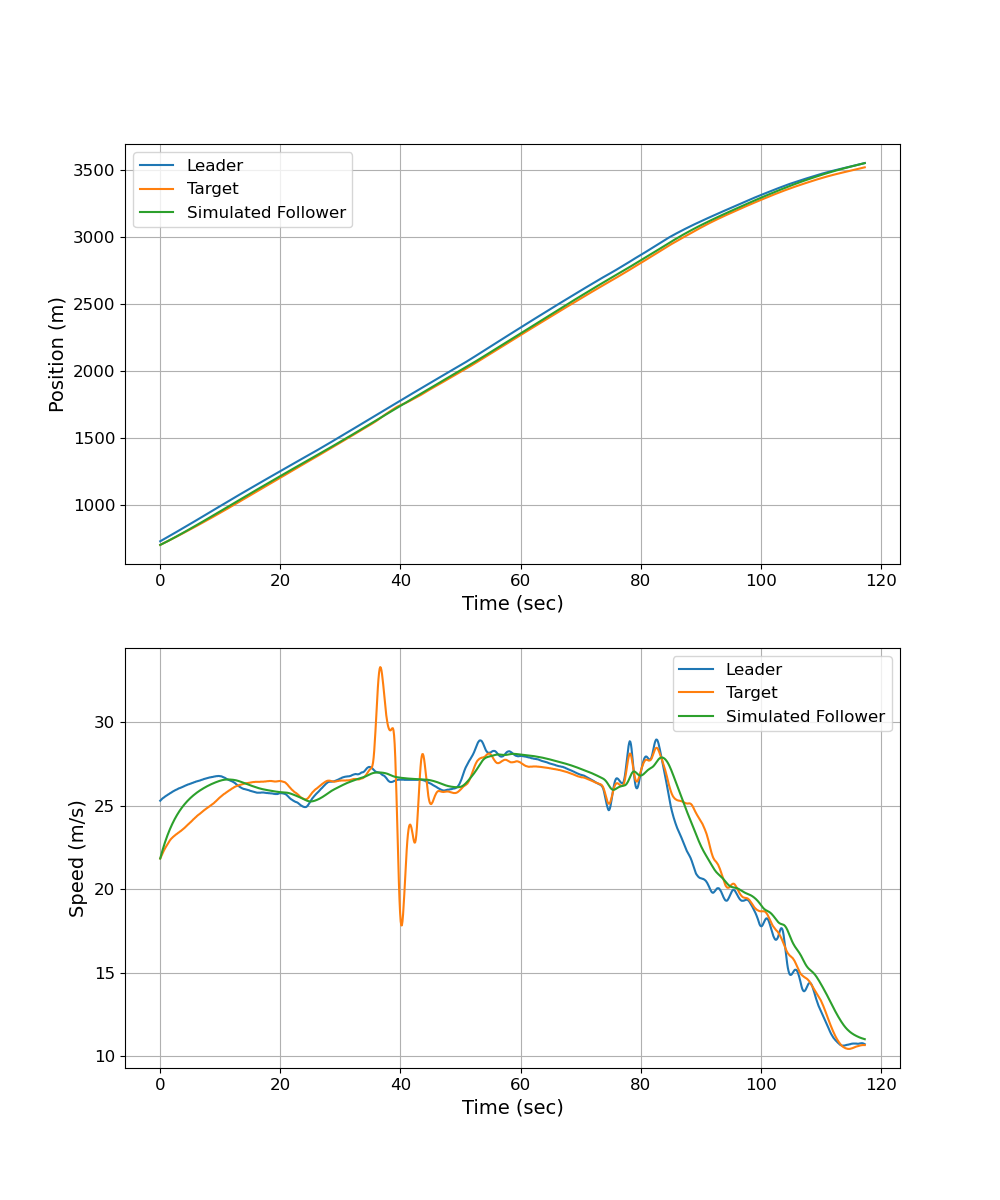 Leader
Target
Simulated Follower
3500
3000
2500
2000
1500
1000
Position (m)
0 20 40 60 80 100 120
Time (sec)
Leader
Target
Simulated Follower
30
25
20
15
10
Speed (m/s)
0 20 40 60 80 100 120
Time (sec)